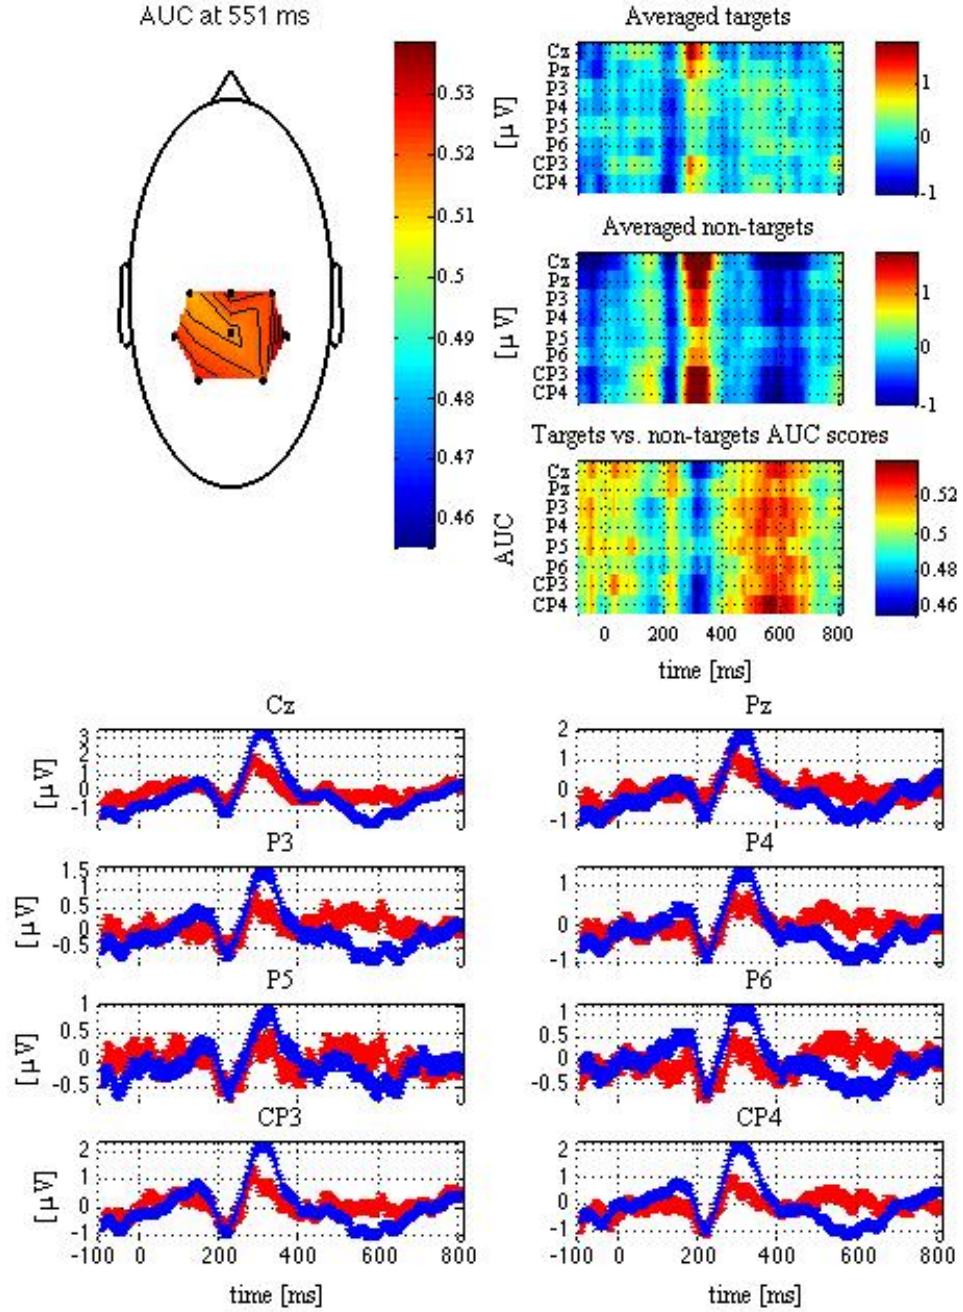 AUC at 551 ms
0.53
0.52
0.51
0.5
0.49
0.48
0.47
0.46
Averaged targets
[µV]
Cz
Pz
P3
P4
P5
P6
CP3
CP4
1
0
-1
Averaged non-targets
[µV]
Cz
Pz
P3
P4
P5
P6
CP3
CP4
1
0
-1
Targets vs. non-targets AUC scores
AUC
Cz
Pz
P3
P4
P5
P6
CP3
CP4
0.52
0.5
0.48
0.46
0 200 400 600 800
time [ms]
Cz
[µV]
3
2
1
0
-1
Pz
2
1
0
-1
P3
[µV]
1.5
1
0.5
0
-0.5
P4
1
0
-1
P5
[µV]
1
0.5
0
-0.5
P6
0.5
0
-0.5
CP3
[µV]
2
1
0
-1
-100 0 200 400 600 800
time [ms]
CP4
2
1
0
-1
-100 0 200 400 600 800
time [ms]